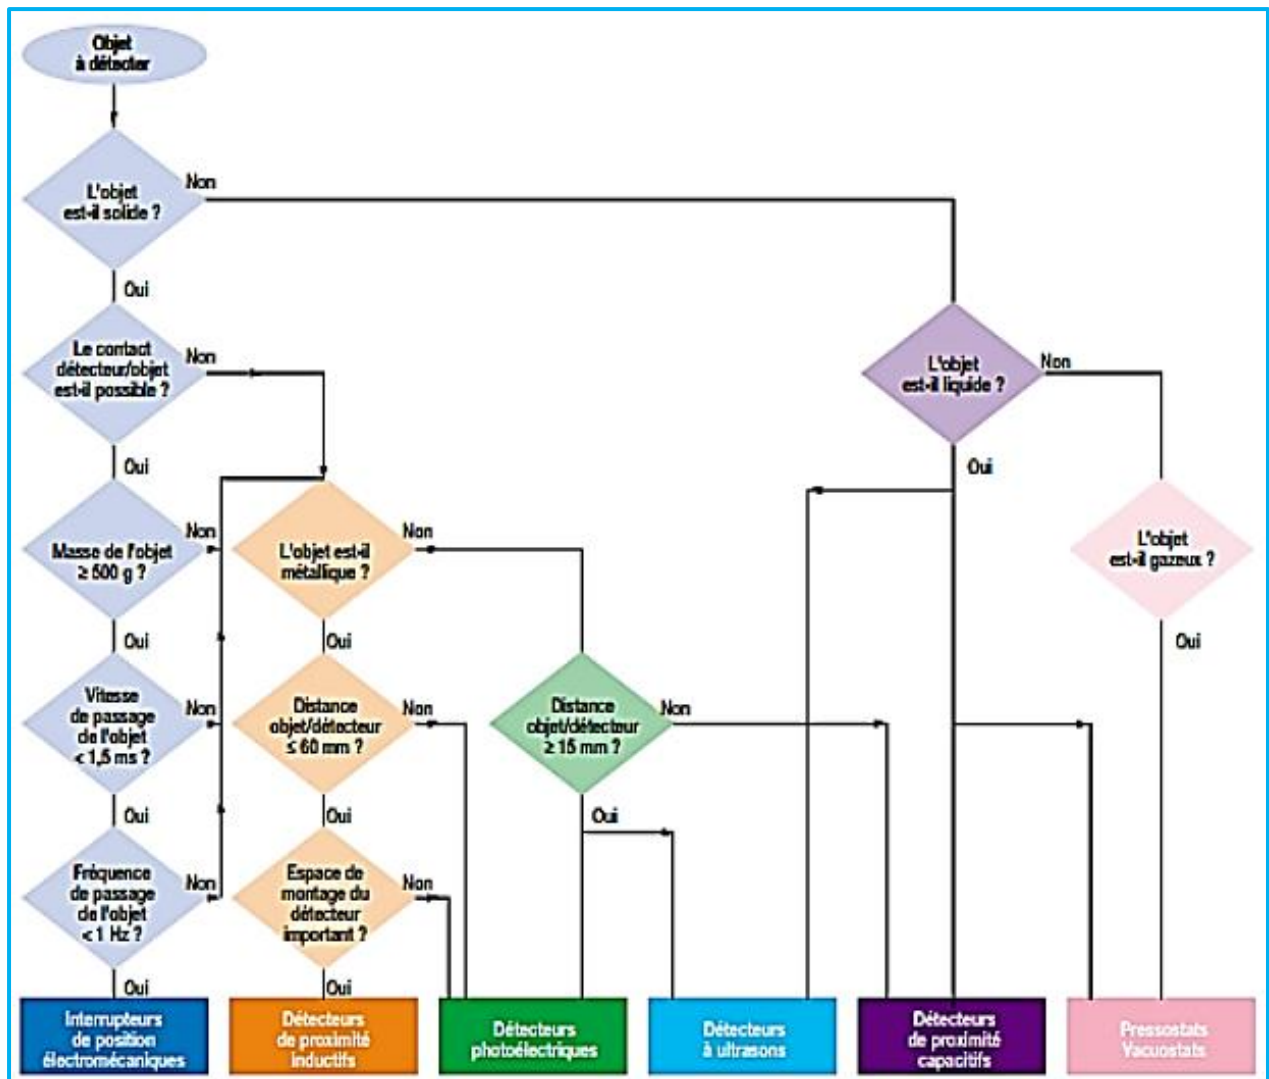 Objet
à détecter
L'objet
est-il solide ?
Non
Oui
Le contact
détecteur/objet
est-il possible ?
Non
Oui
L'objet
est-il liquide ?
Non
Oui
Masse de l'objet
≥ 500 g ?
Non
Oui
L'objet est-il
métallique ?
Non
Oui
L'objet
est-il gazeux ?
Oui
Vitesse
de passage
de l'objet
< 1,5 ms ?
Non
Oui
Distance
objet/détecteur
≤ 60 mm ?
Non
Oui
Distance
objet/détecteur
≥ 15 mm ?
Non
Oui
Fréquence
de passage
de l'objet
< 1 Hz ?
Non
Oui
Espace de
montage du
détecteur
important ?
Non
Oui
Interrupteurs
de position
électromécaniques
Détecteurs
de proximité
inductifs
Détecteurs
photoélectriques
Détecteurs
à ultrasons
Détecteurs
de proximité
capacitifs
Pressostats
Vacuostats